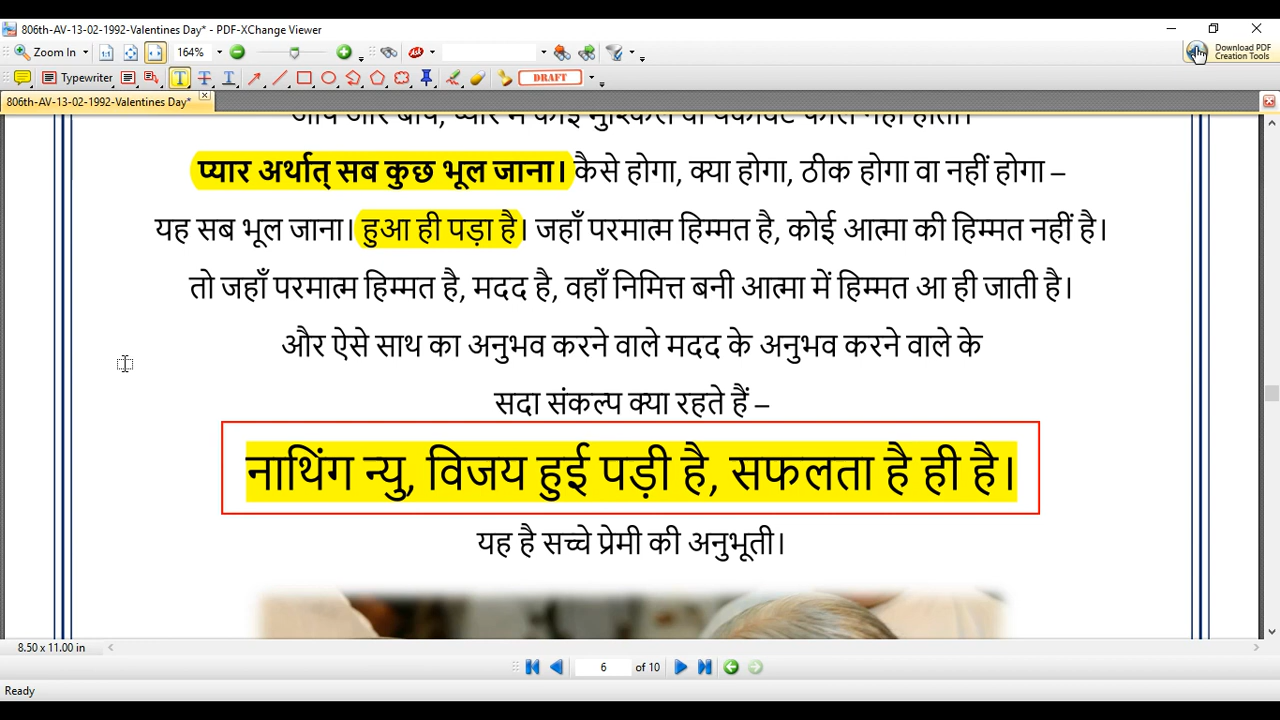 806th-AV-13-02-1992-Valentines Day* - PDF-XChange Viewer
Zoom In
164%
Download PDF
Creation Tools
Typewriter
DRAFT
806th-AV-13-02-1992-Valentines Day*
प्यार अर्थात् सब कुछ भूल जाना। कैसे होगा, क्या होगा, ठीक होगा वा नहीं होगा –
यह सब भूल जाना। हुआ ही पड़ा है। जहाँ परमात्म हिम्मत है, कोई आत्मा की हिम्मत नहीं है।
तो जहाँ परमात्म हिम्मत है, मदद है, वहाँ निमित्त बनी आत्मा में हिम्मत आ ही जाती है।
और ऐसे साथ का अनुभव करने वाले मदद के अनुभव करने वाले के
सदा संकल्प क्या रहते हैं –
नाथिंग न्यु, विजय हुई पड़ी है, सफलता है ही है।
यह है सच्चे प्रेमी की अनुभूती।
8.50 x 11.00 in
6 of 10
Ready